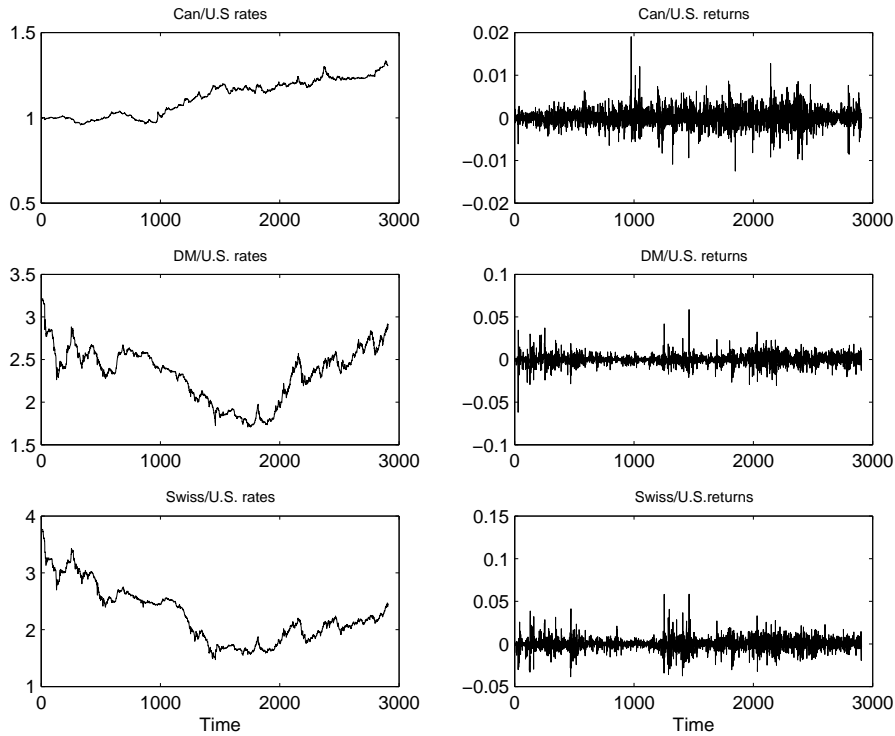 Can/U.S rates
1.5
1
0.5
0 1000 2000 3000
Can/U.S. returns
0.02
0.01
0
−0.01
−0.02
0 1000 2000 3000
DM/U.S. rates
3.5
3
2.5
2
1.5
0 1000 2000 3000
DM/U.S. returns
0.1
0.05
0
−0.05
−0.1
0 1000 2000 3000
Swiss/U.S. rates
4
3
2
1
0 1000 2000 3000
Time
Swiss/U.S.returns
0.15
0.1
0.05
0
−0.05
0 1000 2000 3000
Time